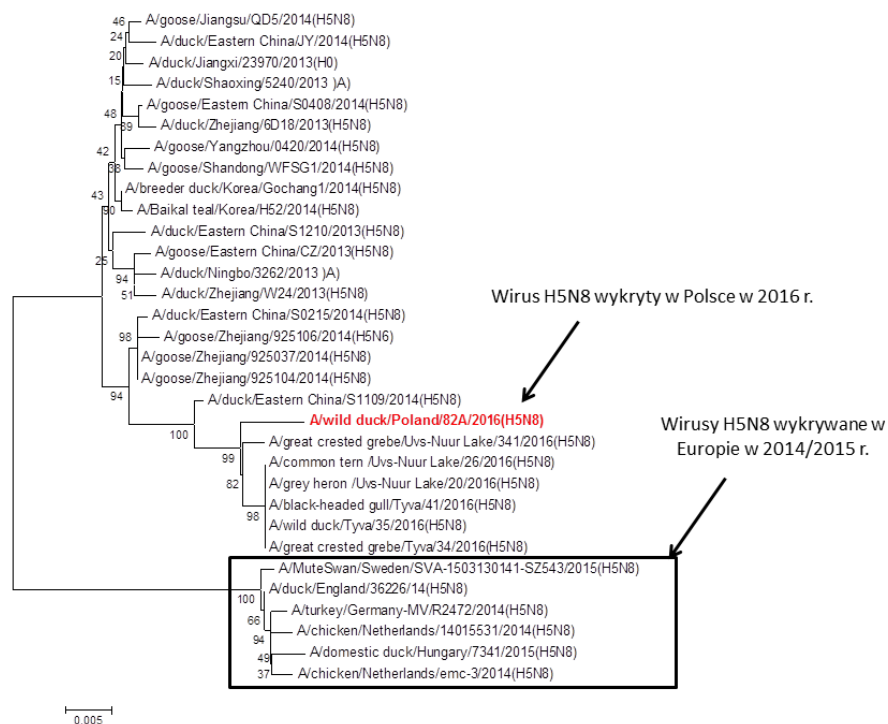 46
A/goose/Jiangsu/QD5/2014(H5N8)
24
A/duck/Eastern China/JY/2014(H5N8)
20
A/duck/Jiangxi/23970/2013(H0)
15
A/duck/Shaoxing/5240/2013 )A)
A/goose/Eastern China/S0408/2014(H5N8)
48
89
A/duck/Zhejiang/6D18/2013(H5N8)
42
A/goose/Yangzhou/0420/2014(H5N8)
38
A/goose/Shandong/WFSG1/2014(H5N8)
43
A/breeder duck/Korea/Gochang1/2014(H5N8)
90
A/Baikal teal/Korea/H52/2014(H5N8)
A/duck/Eastern China/S1210/2013(H5N8)
25
A/goose/Eastern China/CZ/2013(H5N8)
94
A/duck/Ningbo/3262/2013 )A)
51
A/duck/Zhejiang/W24/2013(H5N8)
Wirus H5N8 wykryty w Polsce w 2016 r.
A/duck/Eastern China/S0215/2014(H5N8)
98
A/goose/Zhejiang/925106/2014(H5N6)
A/goose/Zhejiang/925037/2014(H5N8)
A/goose/Zhejiang/925104/2014(H5N8)
94
A/duck/Eastern China/S1109/2014(H5N8)
100
A/wild duck/Poland/82A/2016(H5N8)
Wirusy H5N8 wykrywane w
Europie w 2014/2015 r.
A/great crested grebe/Uvs-Nuur Lake/341/2016(H5N8)
99
A/common tern /Uvs-Nuur Lake/26/2016(H5N8)
82
A/grey heron /Uvs-Nuur Lake/20/2016(H5N8)
A/black-headed gull/Tyva/41/2016(H5N8)
98
A/wild duck/Tyva/35/2016(H5N8)
A/great crested grebe/Tyva/34/2016(H5N8)
A/MuteSwan/Sweden/SVA-1503130141-SZ543/2015(H5N8)
100
A/duck/England/36226/14(H5N8)
66
A/turkey/Germany-MV/R2472/2014(H5N8)
94
A/chicken/Netherlands/14015531/2014(H5N8)
49
A/domestic duck/Hungary/7341/2015(H5N8)
37
A/chicken/Netherlands/emc-3/2014(H5N8)
0.005